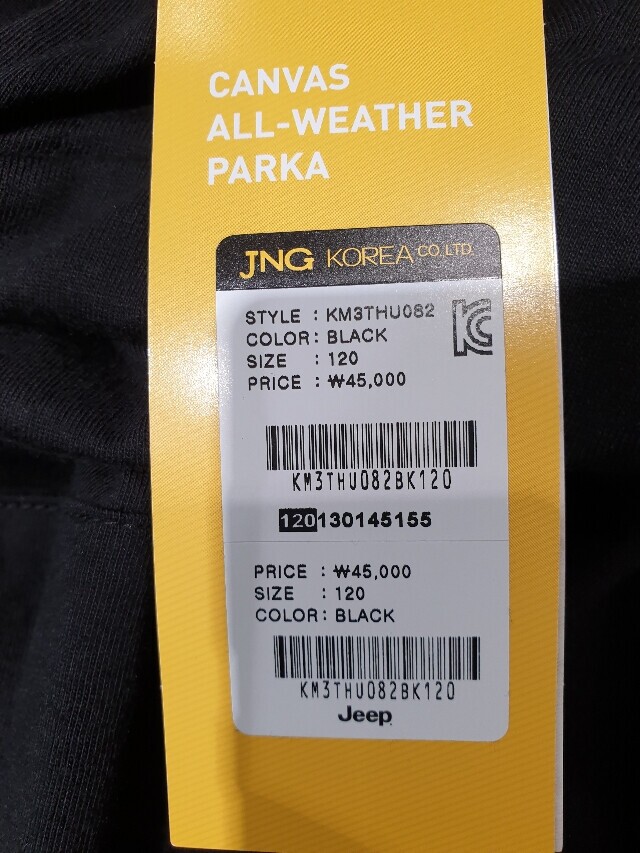 CANVAS
ALL-WEATHER
PARKA
JNG KOREA CO.,LTD.
STYLE : KM3THU082
COLOR : BLACK
SIZE : 120
PRICE : ₩45,000
KM3THU082BK120
120130145155
PRICE : ₩45,000
SIZE : 120
COLOR : BLACK
KM3THU082BK120
Jeep